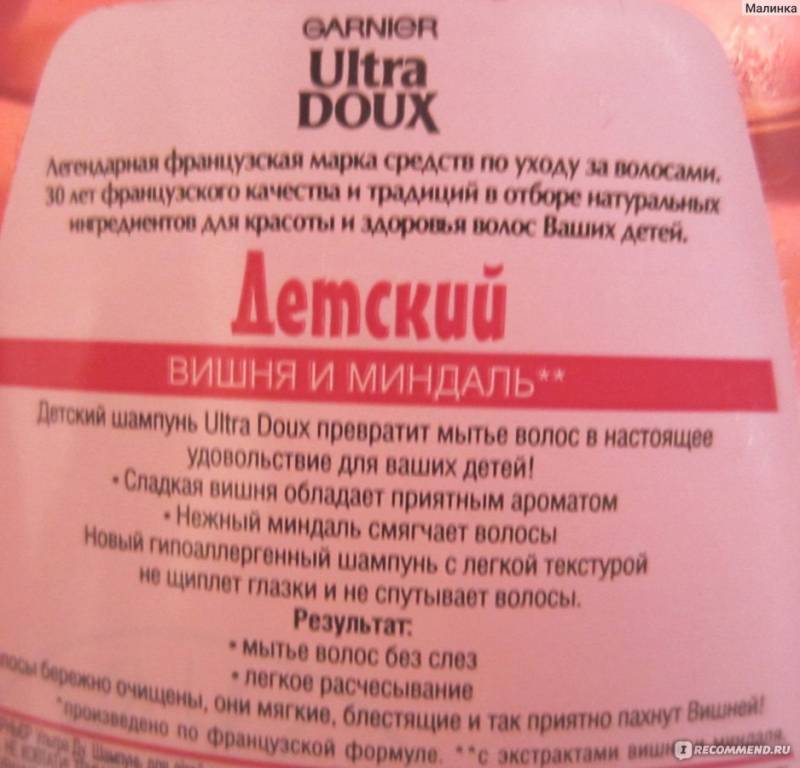 Малинка
GARNIER
Ultra
DOUX
Легендарная французская марка средств по уходу за волосами.
30 лет французского качества и традиций в отборе натуральных
ингредиентов для красоты и здоровья волос Ваших детей.
Детский
ВИШНЯ И МИНДАЛЬ**
Детский шампунь Ultra Doux превратит мытье волос в настоящее
удовольствие для ваших детей!
• Сладкая вишня обладает приятным ароматом
• Нежный миндаль смягчает волосы
Новый гипоаллергенный шампунь с легкой текстурой
не щиплет глазки и не спутывает волосы.
Результат:
• мытье волос без слез
• легкое расчесывание
бережно очищены, они мягкие, блестящие и так приятно пахнут Вишней!
*произведено по французской формуле. **с экстрактами вишни и миндаля.
IRECOMMEND.RU